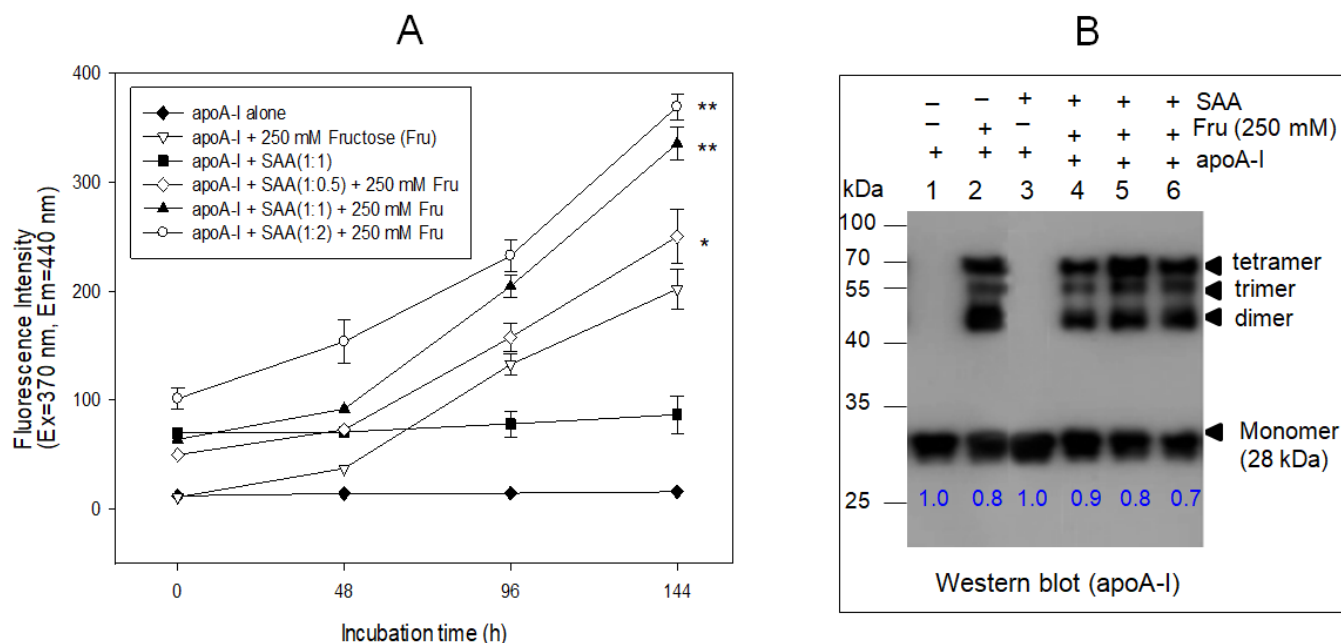 A
Fluorescence Intensity
(Ex=370 nm, Em=440 nm)
400
300
200
100
0
apoA-I alone
apoA-I + 250 mM Fructose (Fru)
apoA-I + SAA(1:1)
apoA-I + SAA(1:0.5) + 250 mM Fru
apoA-I + SAA(1:1) + 250 mM Fru
apoA-I + SAA(1:2) + 250 mM Fru
**
**
*
0 48 96 144
Incubation time (h)
B
– – + + + + SAA
– + – + + + Fru (250 mM)
+ + + + + + apoA-I
kDa 1 2 3 4 5 6
100
70
55
40
35
25
tetramer
trimer
dimer
Monomer
(28 kDa)
1.0 0.8 1.0 0.9 0.8 0.7
Western blot (apoA-I)